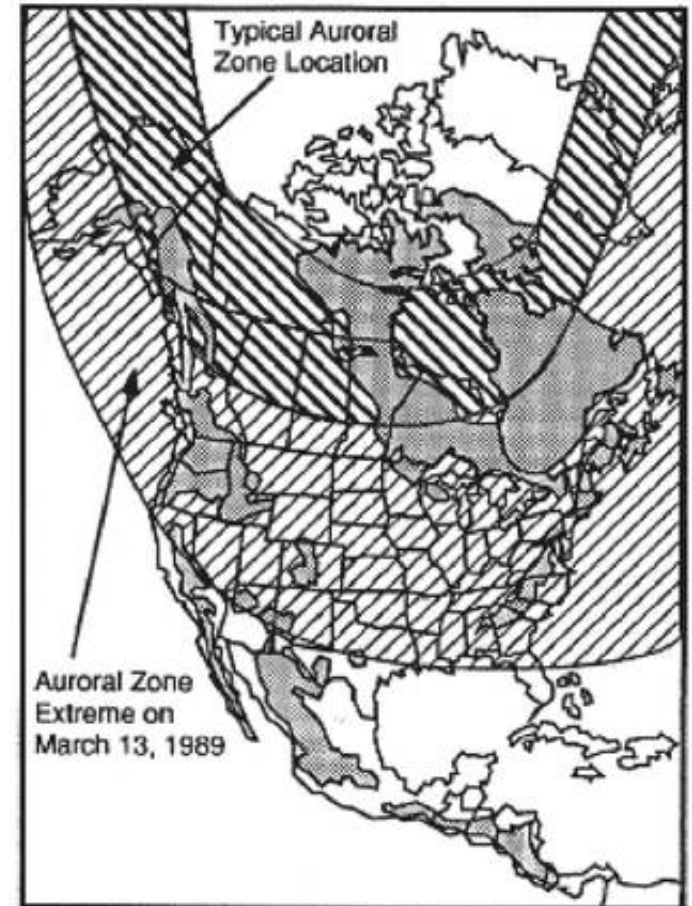 Typical Auroral
Zone Location
Auroral Zone
Extreme on
March 13, 1989